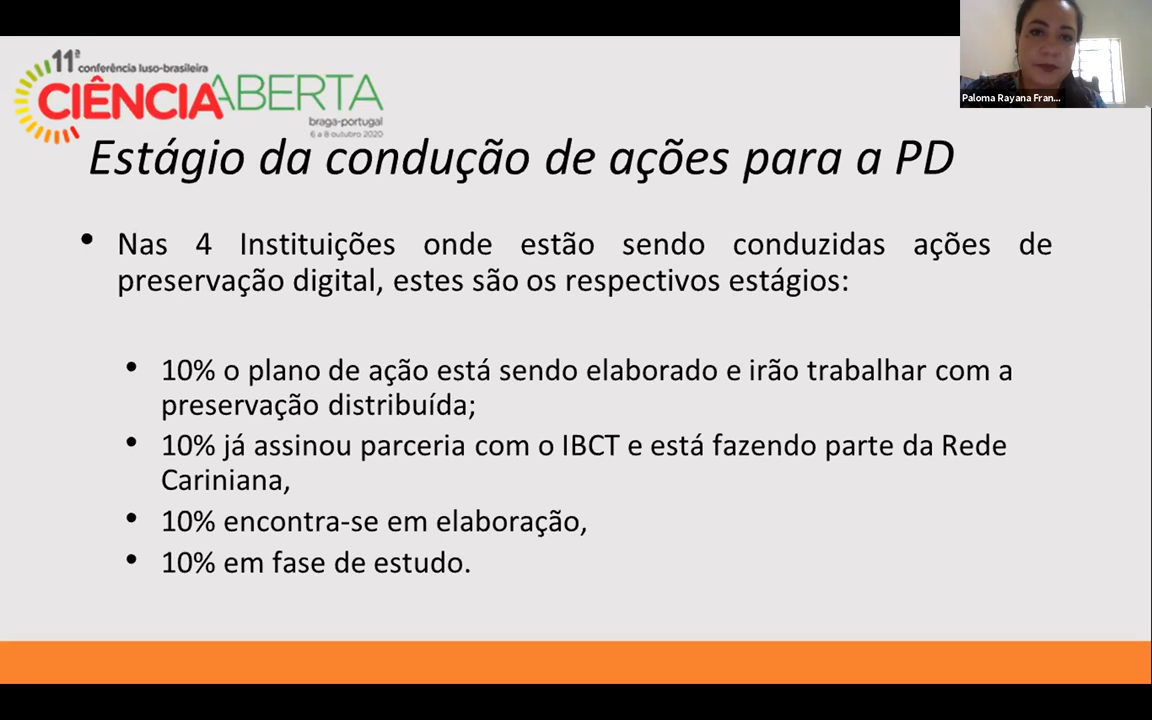 11ª conferência luso-brasileira
CIÊNCIAABERTA
braga-portugal
6 a 8 outubro 2020
Paloma Rayana Fran...
Estágio da condução de ações para a PD
• Nas 4 Instituições onde estão sendo conduzidas ações de
preservação digital, estes são os respectivos estágios:
• 10% o plano de ação está sendo elaborado e irão trabalhar com a
preservação distribuída;
• 10% já assinou parceria com o IBCT e está fazendo parte da Rede
Cariniana,
• 10% encontra-se em elaboração,
• 10% em fase de estudo.